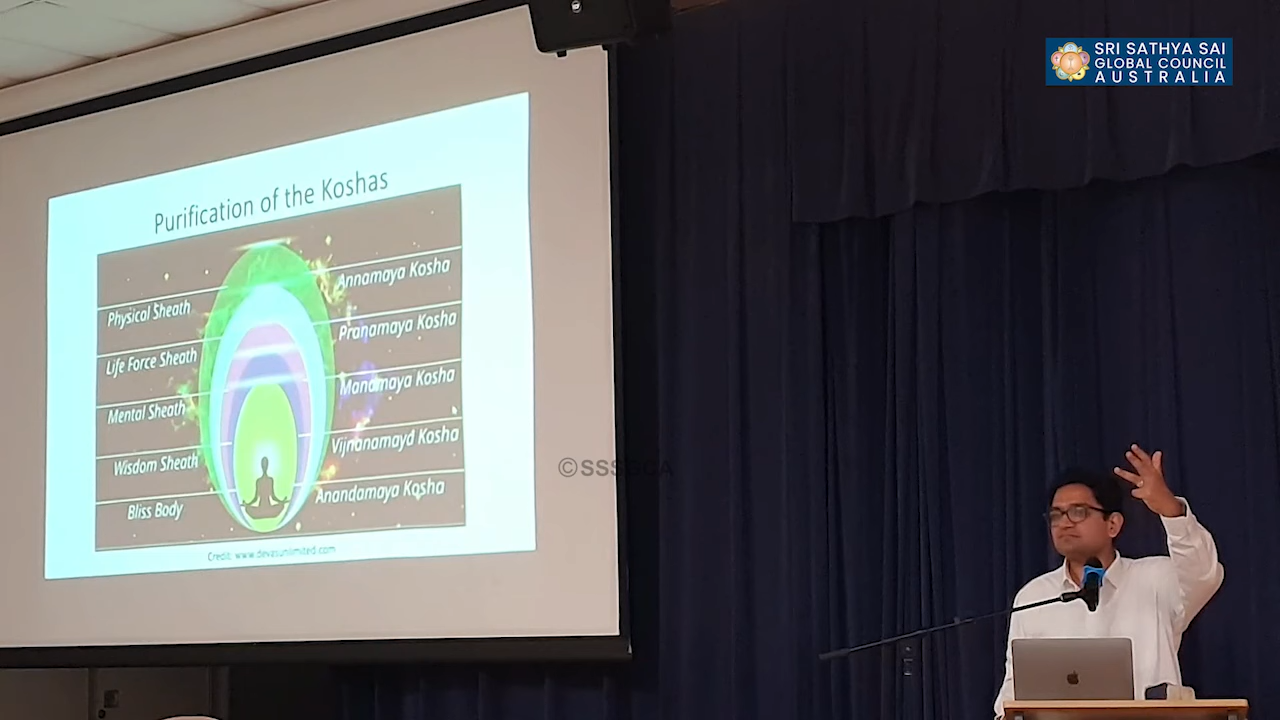 SRI SATHYA SAI
GLOBAL COUNCIL
AUSTRALIA
Purification of the Koshas
Physical Sheath
Annamaya Kosha
Life Force Sheath
Pranamaya Kosha
Mental Sheath
Manamaya Kosha
Wisdom Sheath
Vijnanamayd Kosha
Bliss Body
Anandamaya Kosha
Credit: www.devasunlimited.com
©SSSGCA